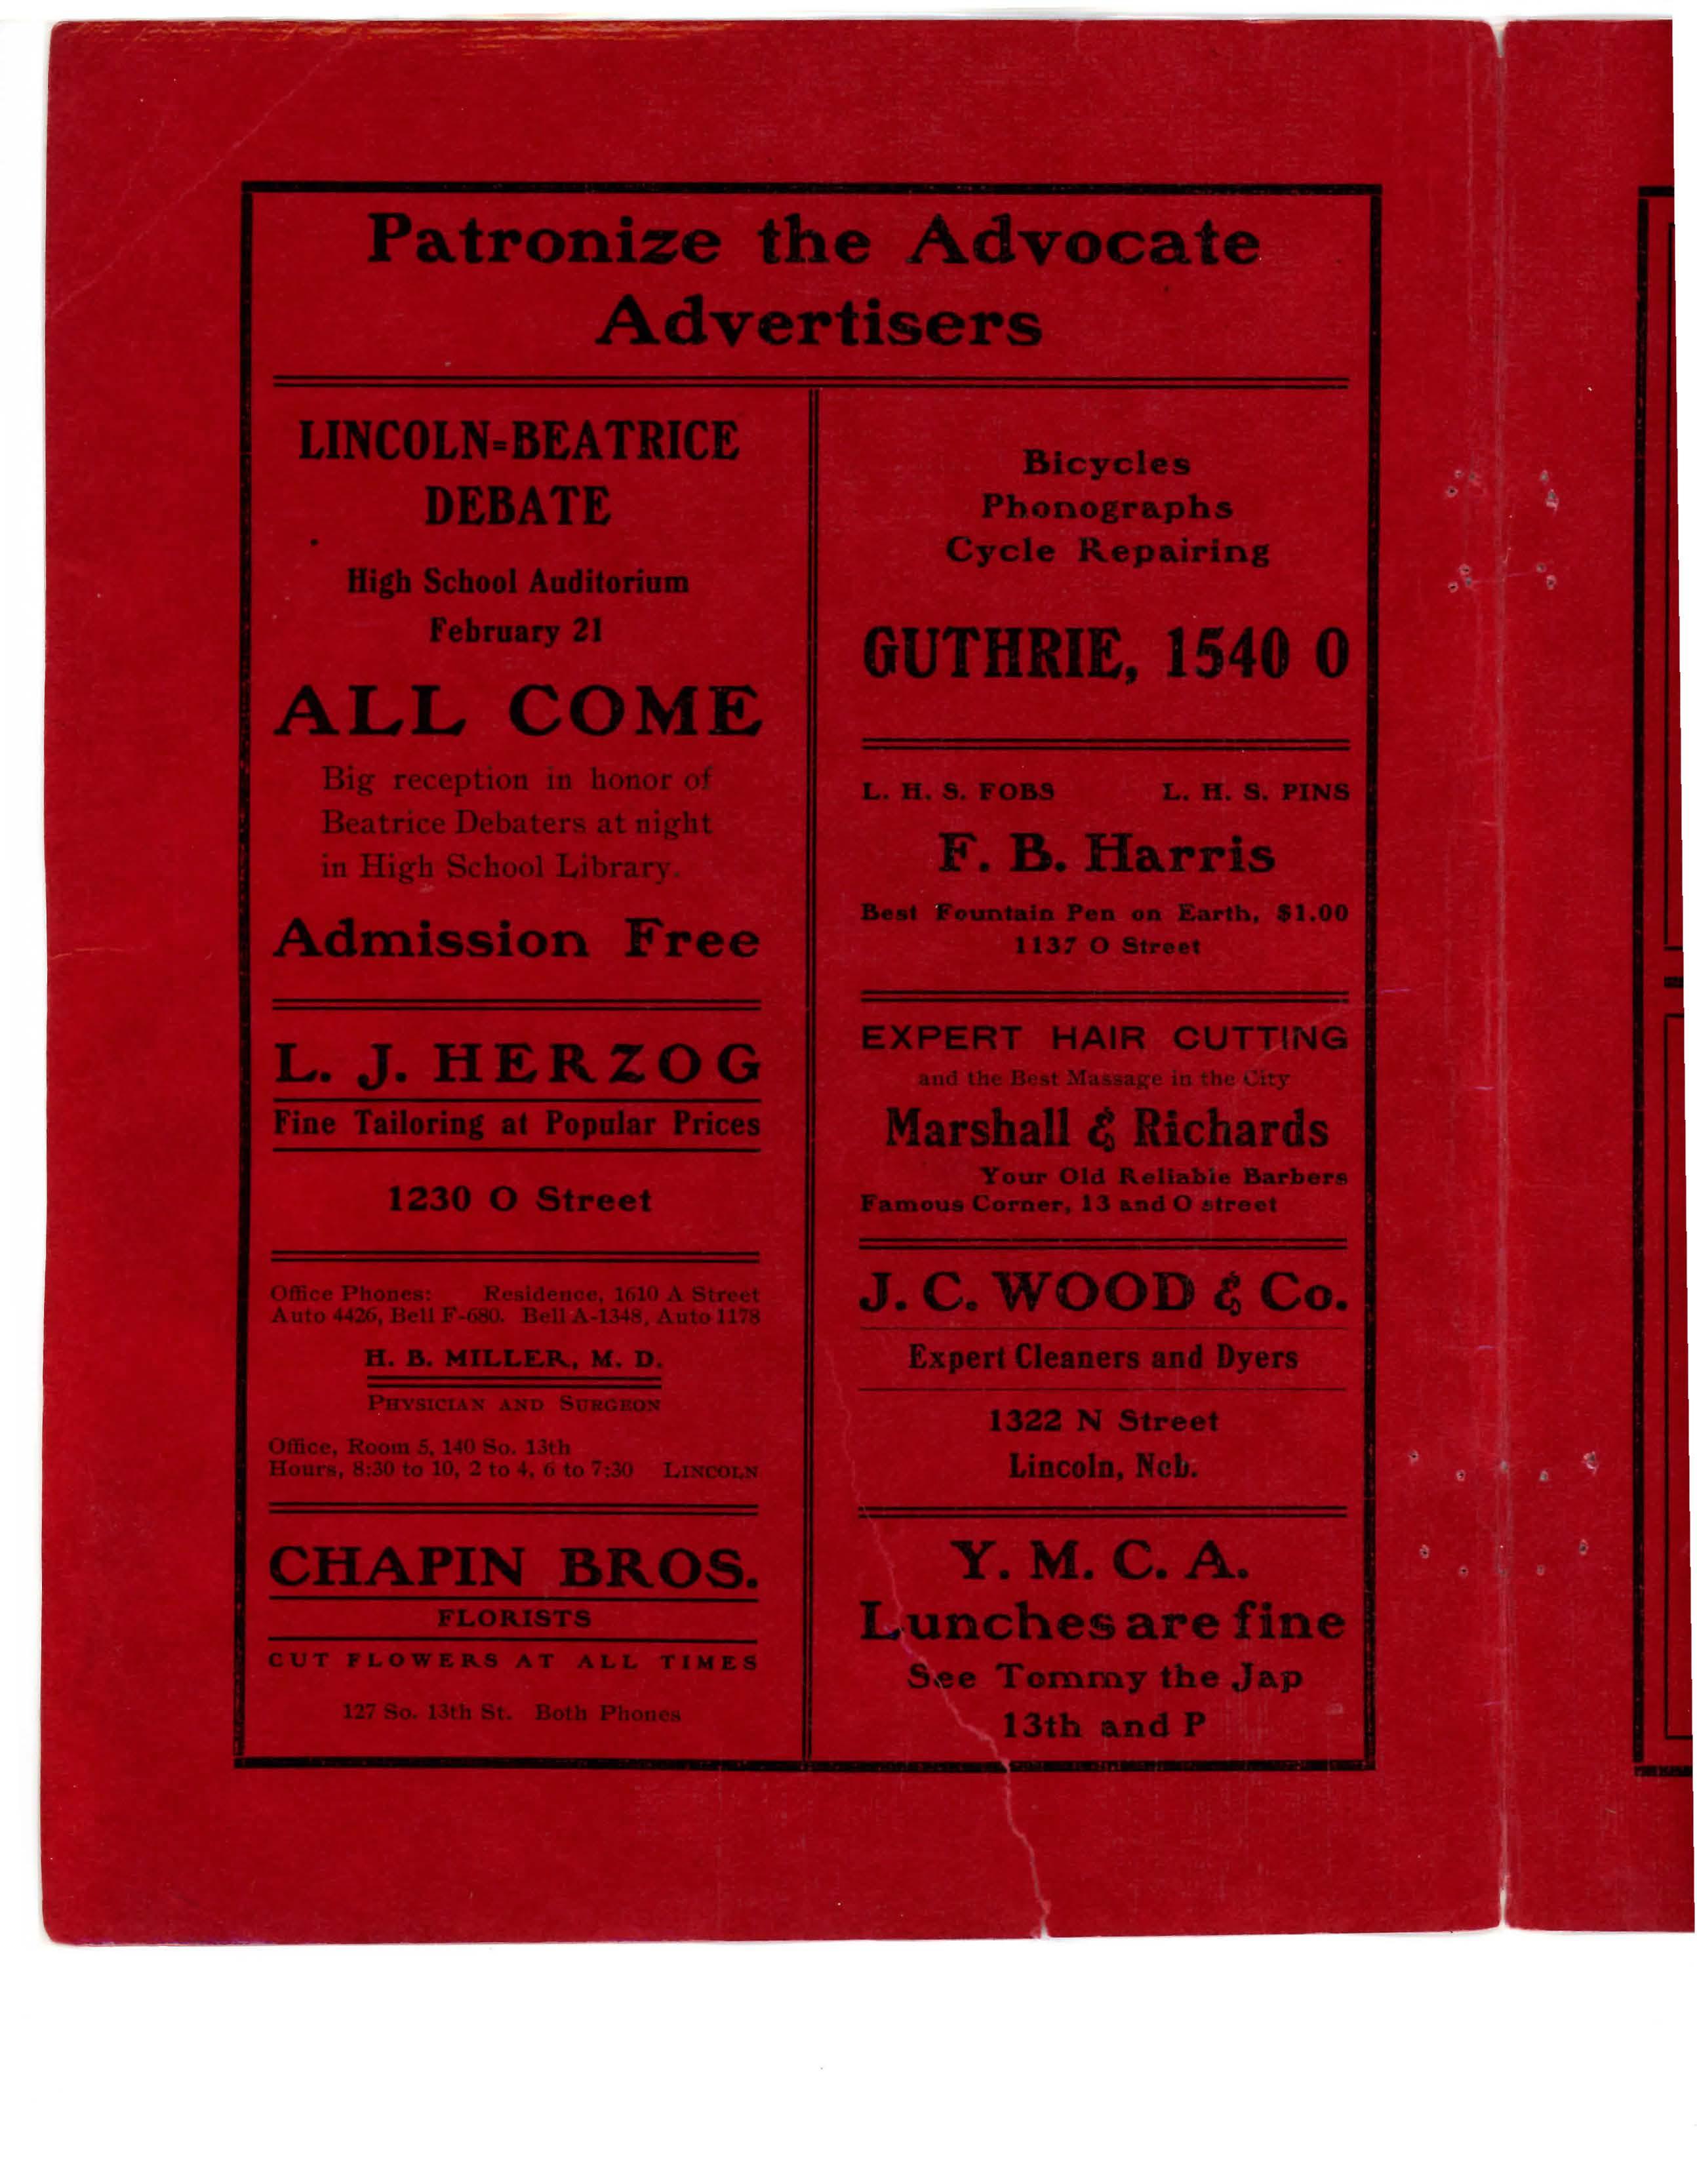 Patronize the Advocate
Advertisers
LINCOLN=BEATRICE
DEBATE
High School Auditorium
February 21
ALL COME
Big reception in honor of
Beatrice Debaters at night
in High School Library.
Admission Free
L. J. HERZOG
Fine Tailoring at Popular Prices
1230 O Street
Office Phones: Residence, 1610 A Street
Auto 4426, Bell F-680. Bell A-1348, Auto 1178
H. B. MILLER, M. D.
PHYSICIAN AND SURGEON
Office, Room 5, 140 So. 13th
Hours, 8:30 to 10, 2 to 4, 6 to 7:30 LINCOLN
CHAPIN BROS.
FLORISTS
CUT FLOWERS AT ALL TIMES
127 So. 13th St. Both Phones
Bicycles
Phonographs
Cycle Repairing
GUTHRIE, 1540 O
L. H. S. FOBS L. H. S. PINS
F. B. Harris
Best Fountain Pen on Earth, $1.00
1137 O Street
EXPERT HAIR CUTTING
and the Best Massage in the City
Marshall & Richards
Your Old Reliable Barbers
Famous Corner, 13 and O street
J. C. WOOD & Co.
Expert Cleaners and Dyers
1322 N Street
Lincoln, Neb.
Y. M. C. A.
Lunches are fine
See Tommy the Jap
13th and P